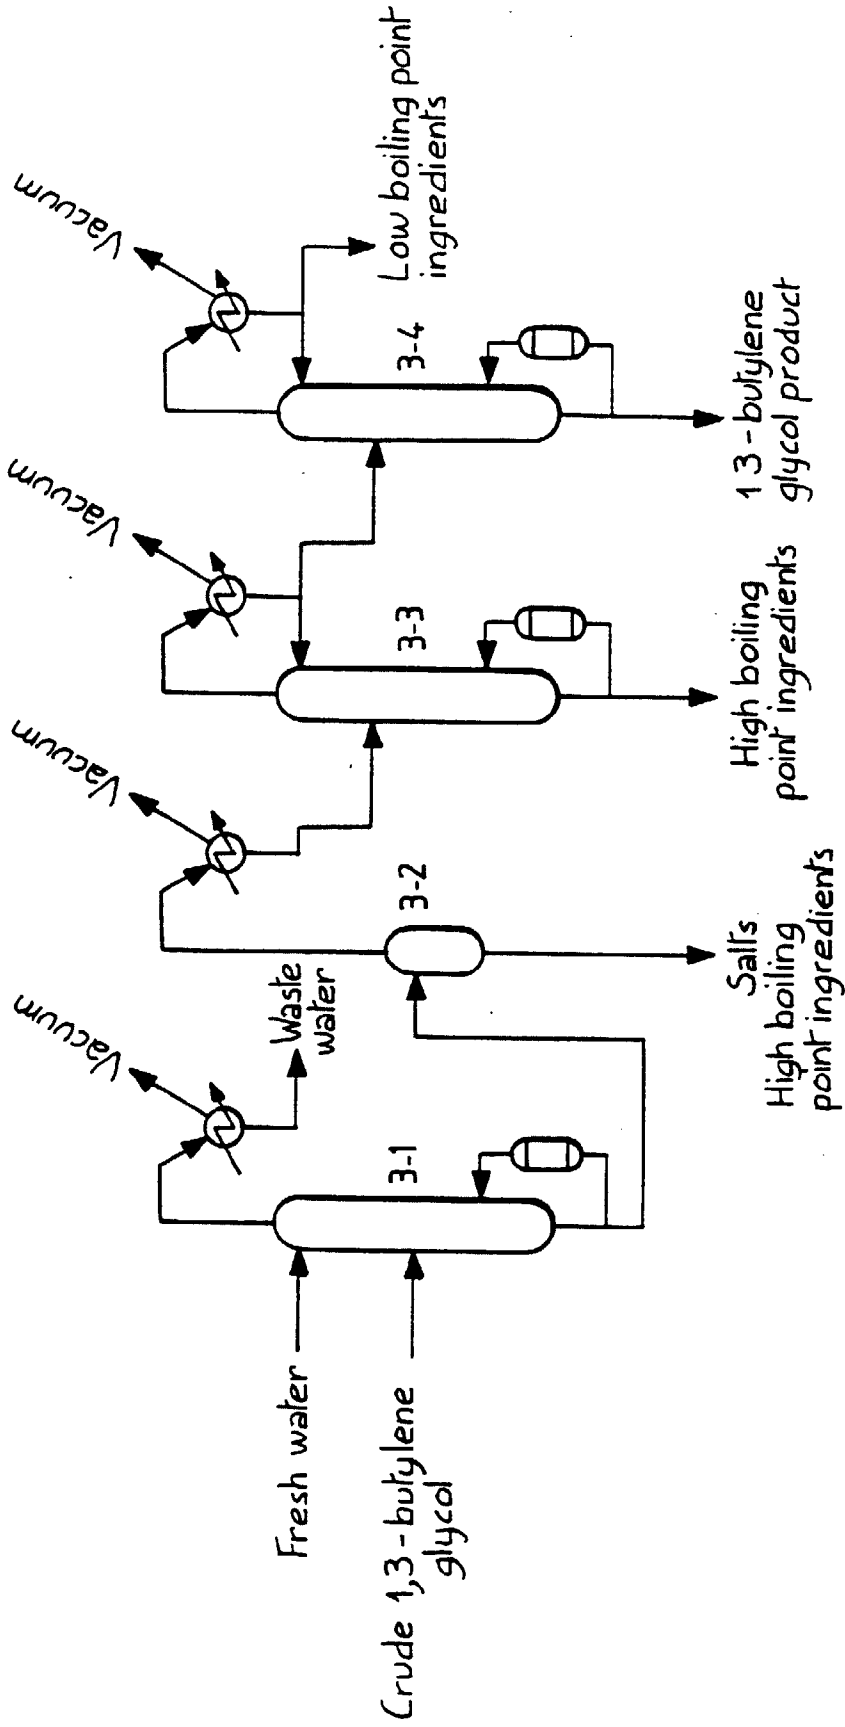 Vacuum
Vacuum
Vacuum
Vacuum
Fresh water
Waste
water
Low boiling point
ingredients
Crude 1,3-butylene
glycol
3-1
3-2
3-3
3-4
Salts
High boiling
point ingredients
High boiling
point ingredients
1 3-butylene
glycol product